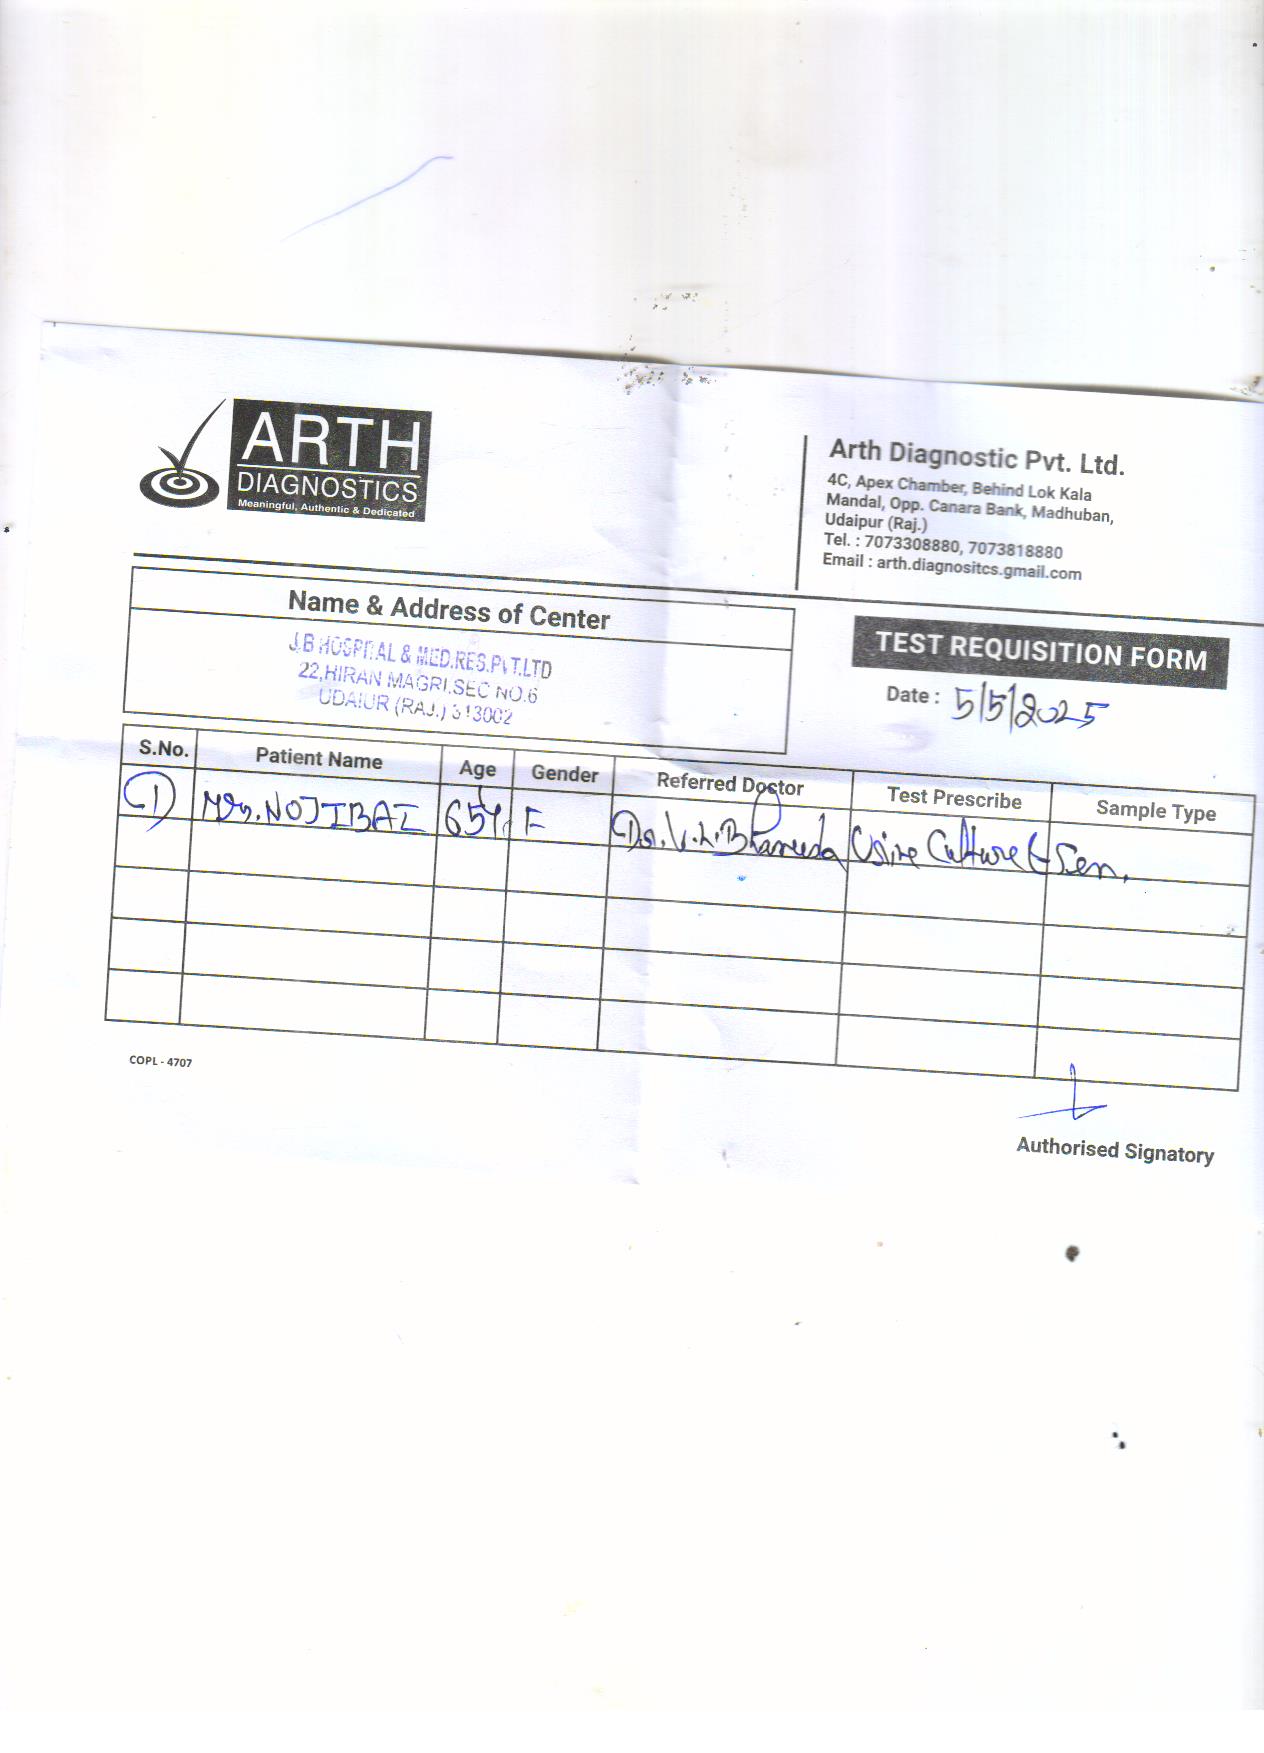 ARTH
DIAGNOSTICS
Meaningful, Authentic & Dedicated
Arth Diagnostic Pvt. Ltd.
4C, Apex Chamber, Behind Lok Kala
Mandal, Opp. Canara Bank, Madhuban,
Udaipur (Raj.)
Tel. : 7073308880, 7073818880
Email : arth.diagnositcs.gmail.com
Name & Address of Center
J.B HOSPITAL & MED.RES.PVT.LTD
22,HIRAN MAGRI.SEC NO.6
UDAIUR (RAJ.) 313002
TEST REQUISITION FORM
Date : 5/5/2025
S.No. Patient Name Age Gender Referred Doctor Test Prescribe Sample Type
1 Mrs. NOJIBAI 65Y F Dr. V. L. Urine Culture & Sen.
COPL - 4707
Authorised Signatory